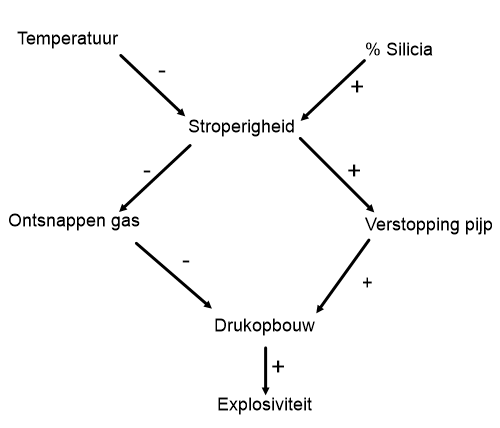 Temperatuur
% Silicia
-
+
Stroperigheid
-
+
Ontsnappen gas
Verstopping pijp
-
+
Drukopbouw
+
Explosiviteit